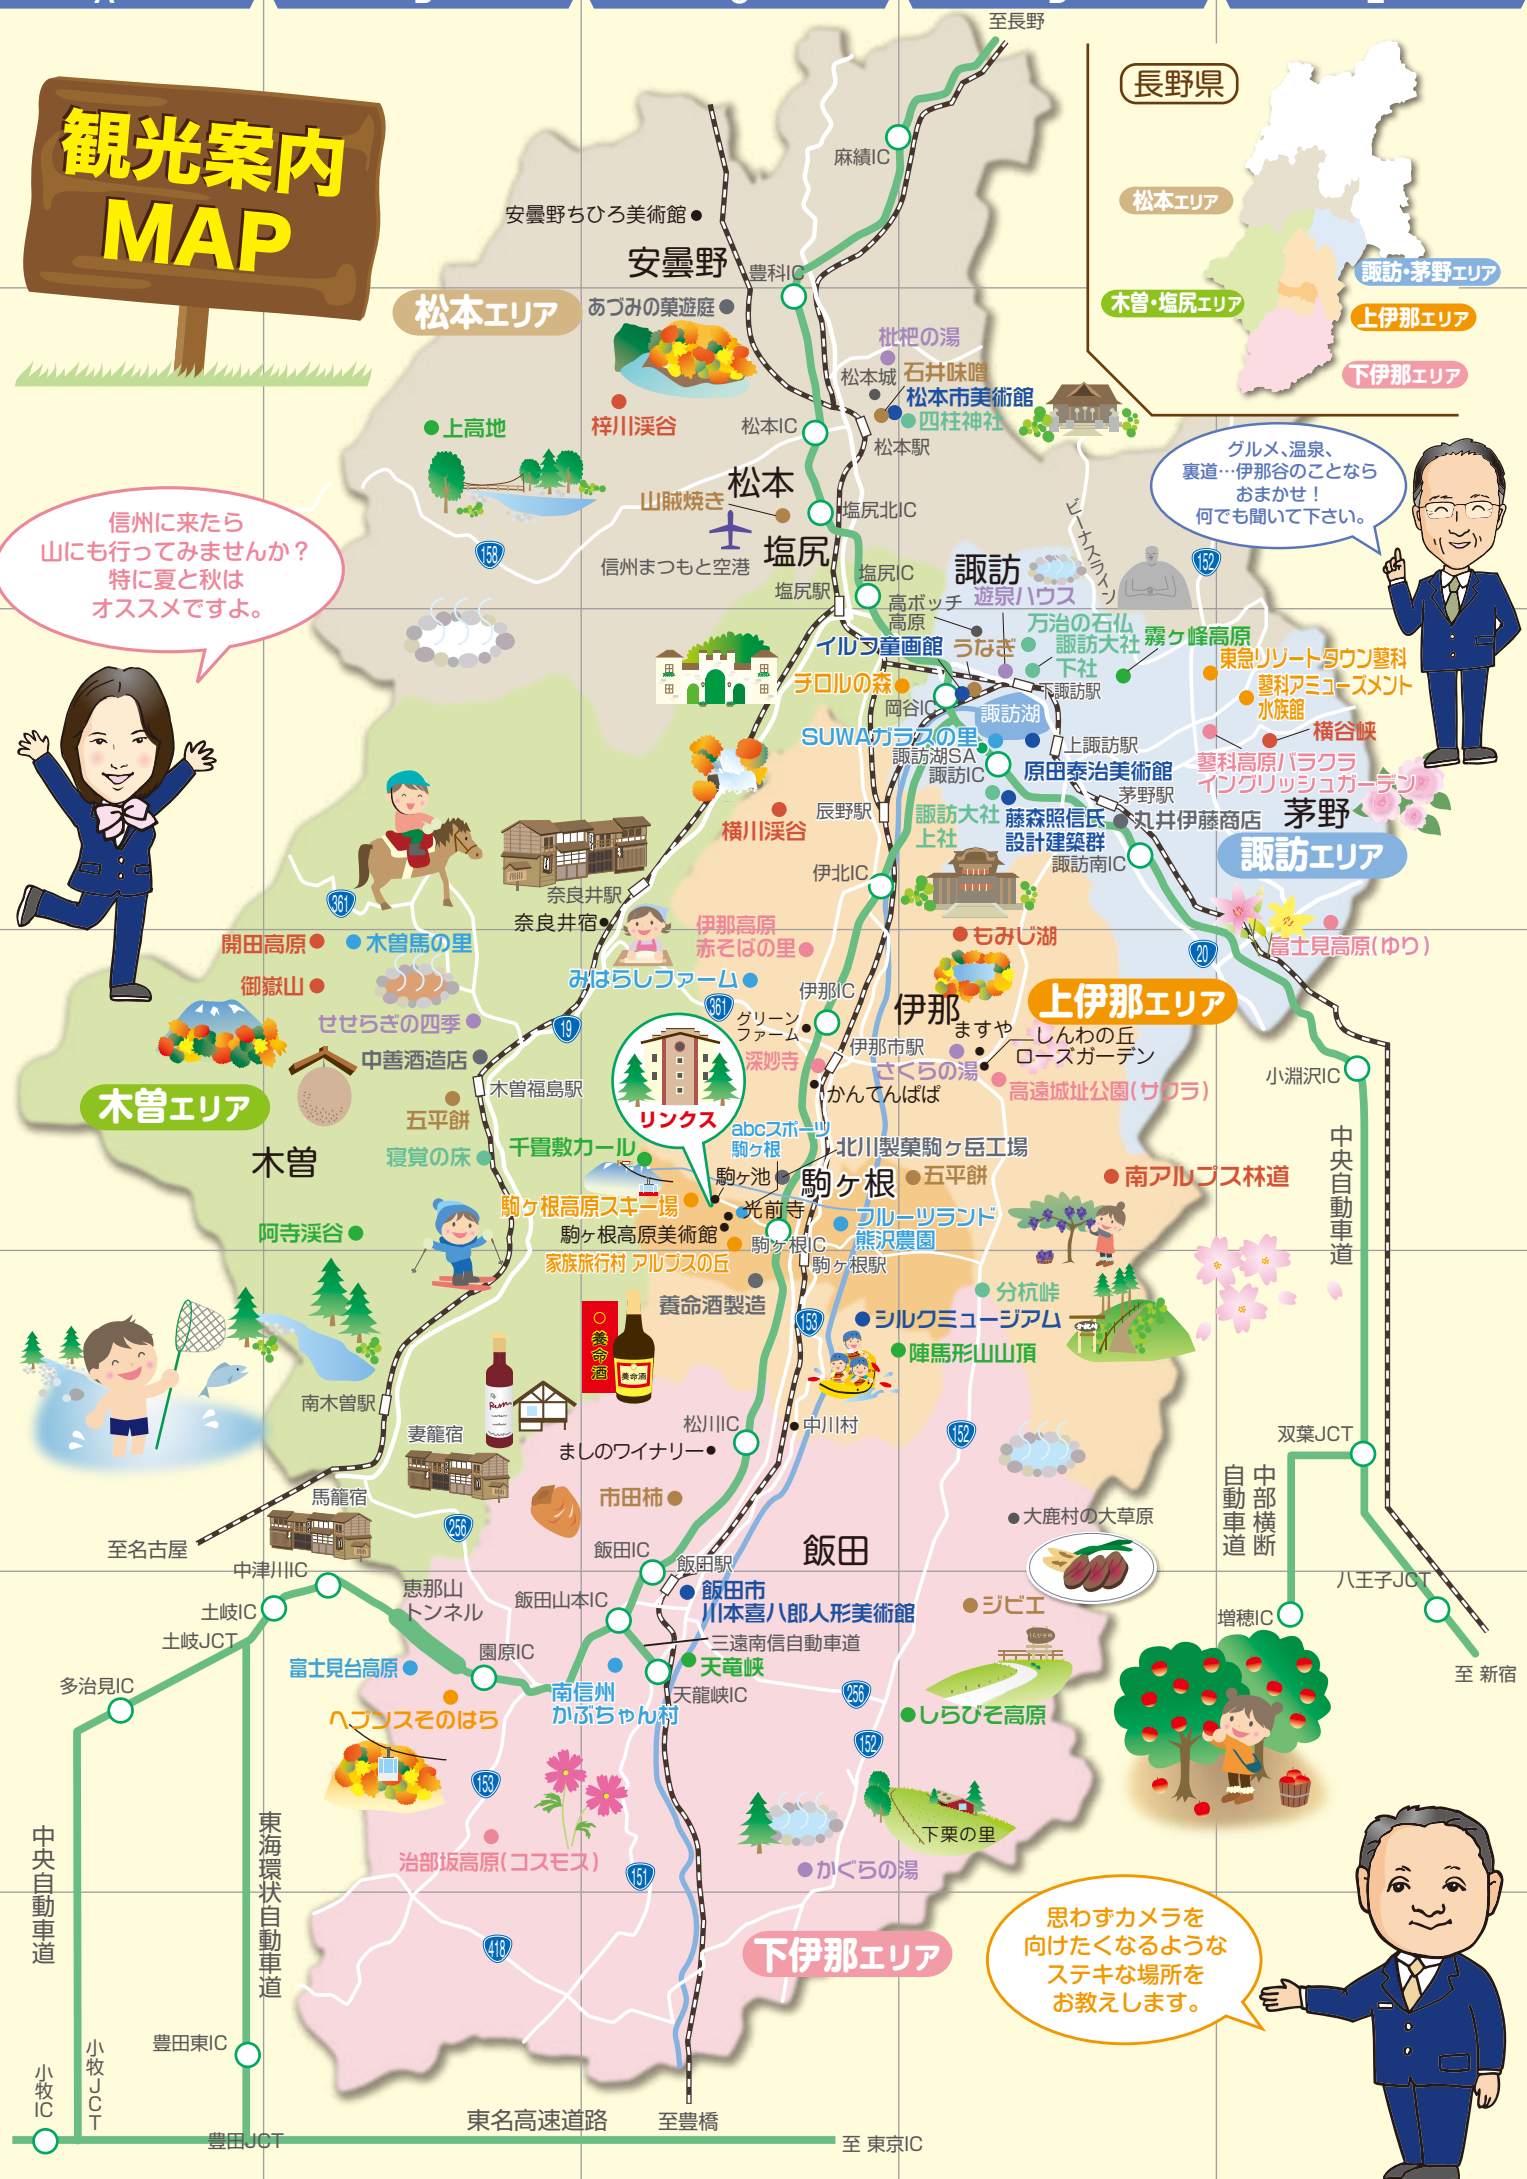 観光案内
MAP
至長野
長野県
松本エリア
諏訪・茅野エリア
木曽・塩尻エリア
上伊那エリア
下伊那エリア
麻績IC
安曇野ちひろ美術館
安曇野
豊科IC
松本エリア
あづみの菓遊庭
枇杷の湯
松本城
石井味噌
松本市美術館
四柱神社
梓川渓谷
松本IC
松本駅
上高地
松本
山賊焼き
塩尻北IC
158
信州まつもと空港
塩尻
塩尻駅
塩尻IC
諏訪
遊泉ハウス
ビーナスライン
152
グルメ、温泉、
裏道…伊那谷のことなら
おまかせ！
何でも聞いて下さい。
信州に来たら
山にも行ってみませんか？
特に夏と秋は
オススメですよ。
高ボッチ
高原
万治の石仏
諏訪大社
下社
霧ヶ峰高原
イルフ童画館
うなぎ
東急リゾートタウン蓼科
蓼科アミューズメント
水族館
チロルの森
岡谷IC
下諏訪駅
諏訪湖
SUWAガラスの里
諏訪湖SA
諏訪IC
上諏訪駅
横谷峡
原田泰治美術館
蓼科高原バラクラ
イングリッシュガーデン
茅野駅
茅野
辰野駅
横川渓谷
諏訪大社
上社
藤森照信氏
設計建築群
丸井伊藤商店
諏訪南IC
諏訪エリア
伊北IC
奈良井駅
奈良井宿
361
伊那高原
赤そばの里
もみじ湖
富士見高原(ゆり)
20
開田高原
木曽馬の里
御嶽山
みはらしファーム
伊那IC
伊那
上伊那エリア
せせらぎの四季
19
361
グリーン
ファーム
ますや
しんわの丘
ローズガーデン
中善酒造店
深妙寺
伊那市駅
さくらの湯
高遠城址公園(サクラ)
小淵沢IC
木曽福島駅
かんてんぱぱ
木曽エリア
五平餅
リンクス
木曽
寝覚の床
千畳敷カール
abcスポーツ
駒ヶ根
北川製菓駒ヶ岳工場
駒ヶ池
駒ヶ根
五平餅
南アルプス林道
中央自動車道
駒ヶ根高原スキー場
光前寺
フルーツランド
熊沢農園
阿寺渓谷
駒ヶ根高原美術館
駒ヶ根IC
家族旅行村 アルプスの丘
駒ヶ根駅
養命酒製造
分杭峠
153
シルクミュージアム
陣馬形山山頂
養命酒
養命酒
Rum
南木曽駅
妻籠宿
松川IC
中川村
152
双葉JCT
ましのワイナリー
中部横断
自動車道
市田柿
馬籠宿
256
大鹿村の大草原
至名古屋
飯田
飯田IC
飯田駅
中津川IC
恵那山
トンネル
飯田山本IC
飯田市
川本喜八郎人形美術館
ジビエ
八王子JCT
増穂IC
土岐IC
土岐JCT
園原IC
三遠南信自動車道
天竜峡
富士見台高原
多治見IC
南信州
かぶちゃん村
天龍峡IC
256
しらびそ高原
至 新宿
ヘブンスそのはら
152
153
下栗の里
中央自動車道
東海環状自動車道
治部坂高原(コスモス)
151
かぐらの湯
418
下伊那エリア
思わずカメラを
向けたくなるような
ステキな場所を
お教えします。
豊田東IC
小牧JCT
小牧IC
東名高速道路
至豊橋
豊田JCT
至 東京IC